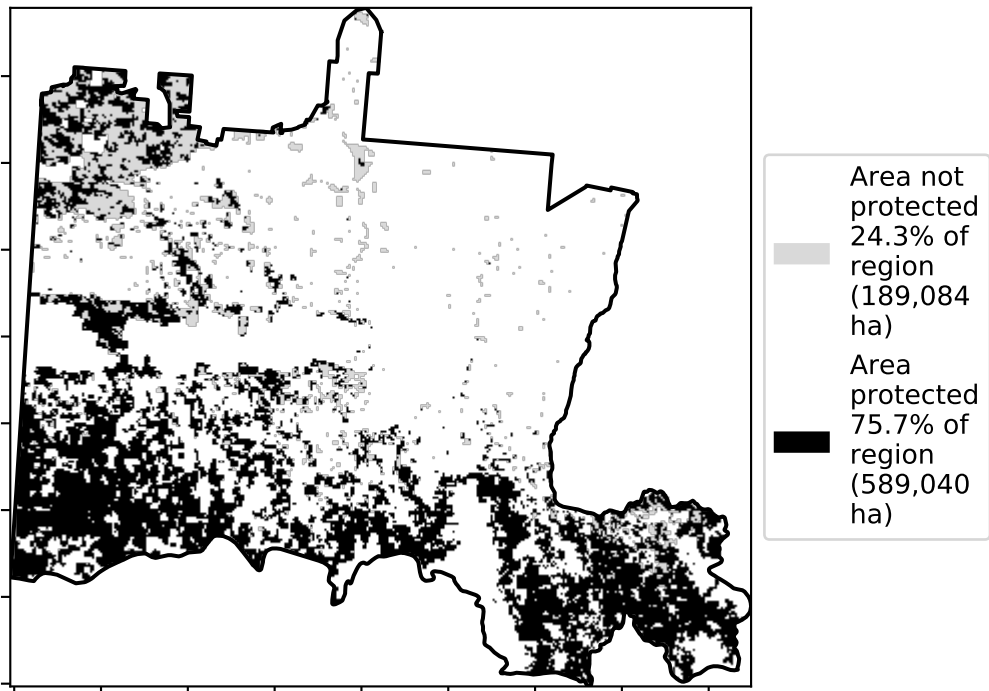 Area not
protected
24.3% of
region
(189,084
ha)
Area
protected
75.7% of
region
(589,040
ha)